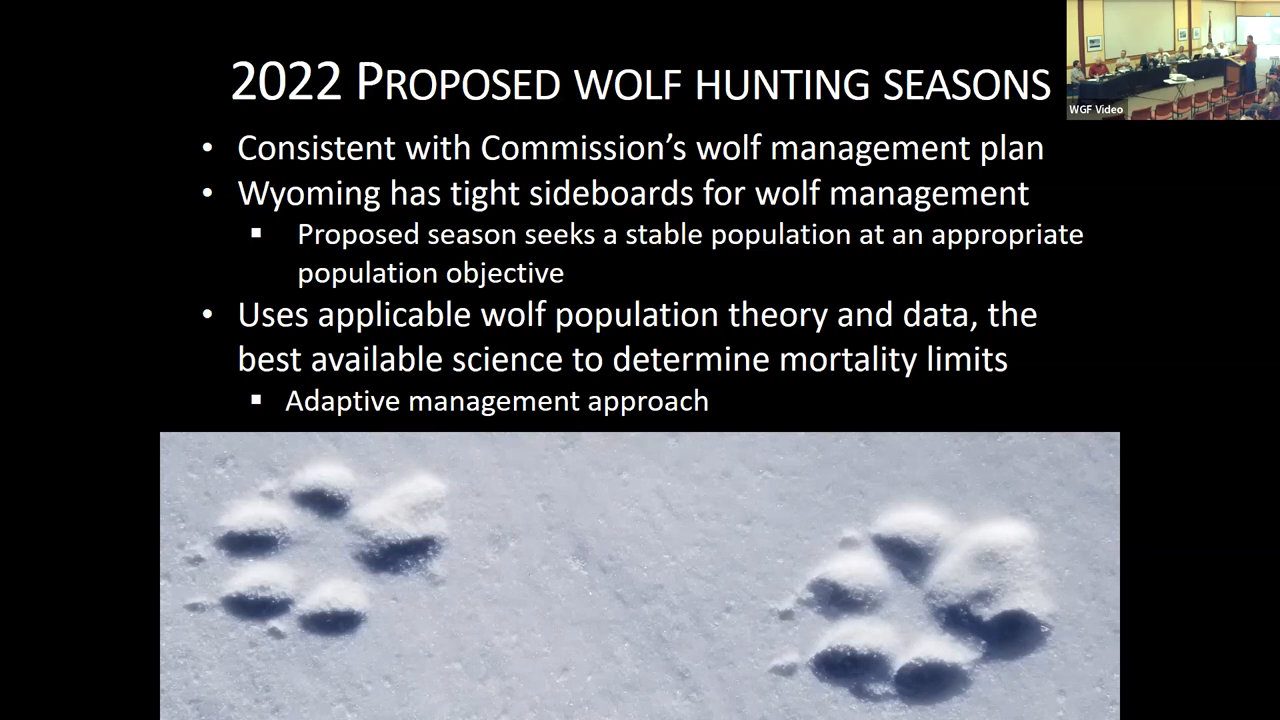 2022 PROPOSED WOLF HUNTING SEASONS
WGF Video
• Consistent with Commission's wolf management plan
• Wyoming has tight sideboards for wolf management
▪ Proposed season seeks a stable population at an appropriate
population objective
• Uses applicable wolf population theory and data, the
best available science to determine mortality limits
▪ Adaptive management approach